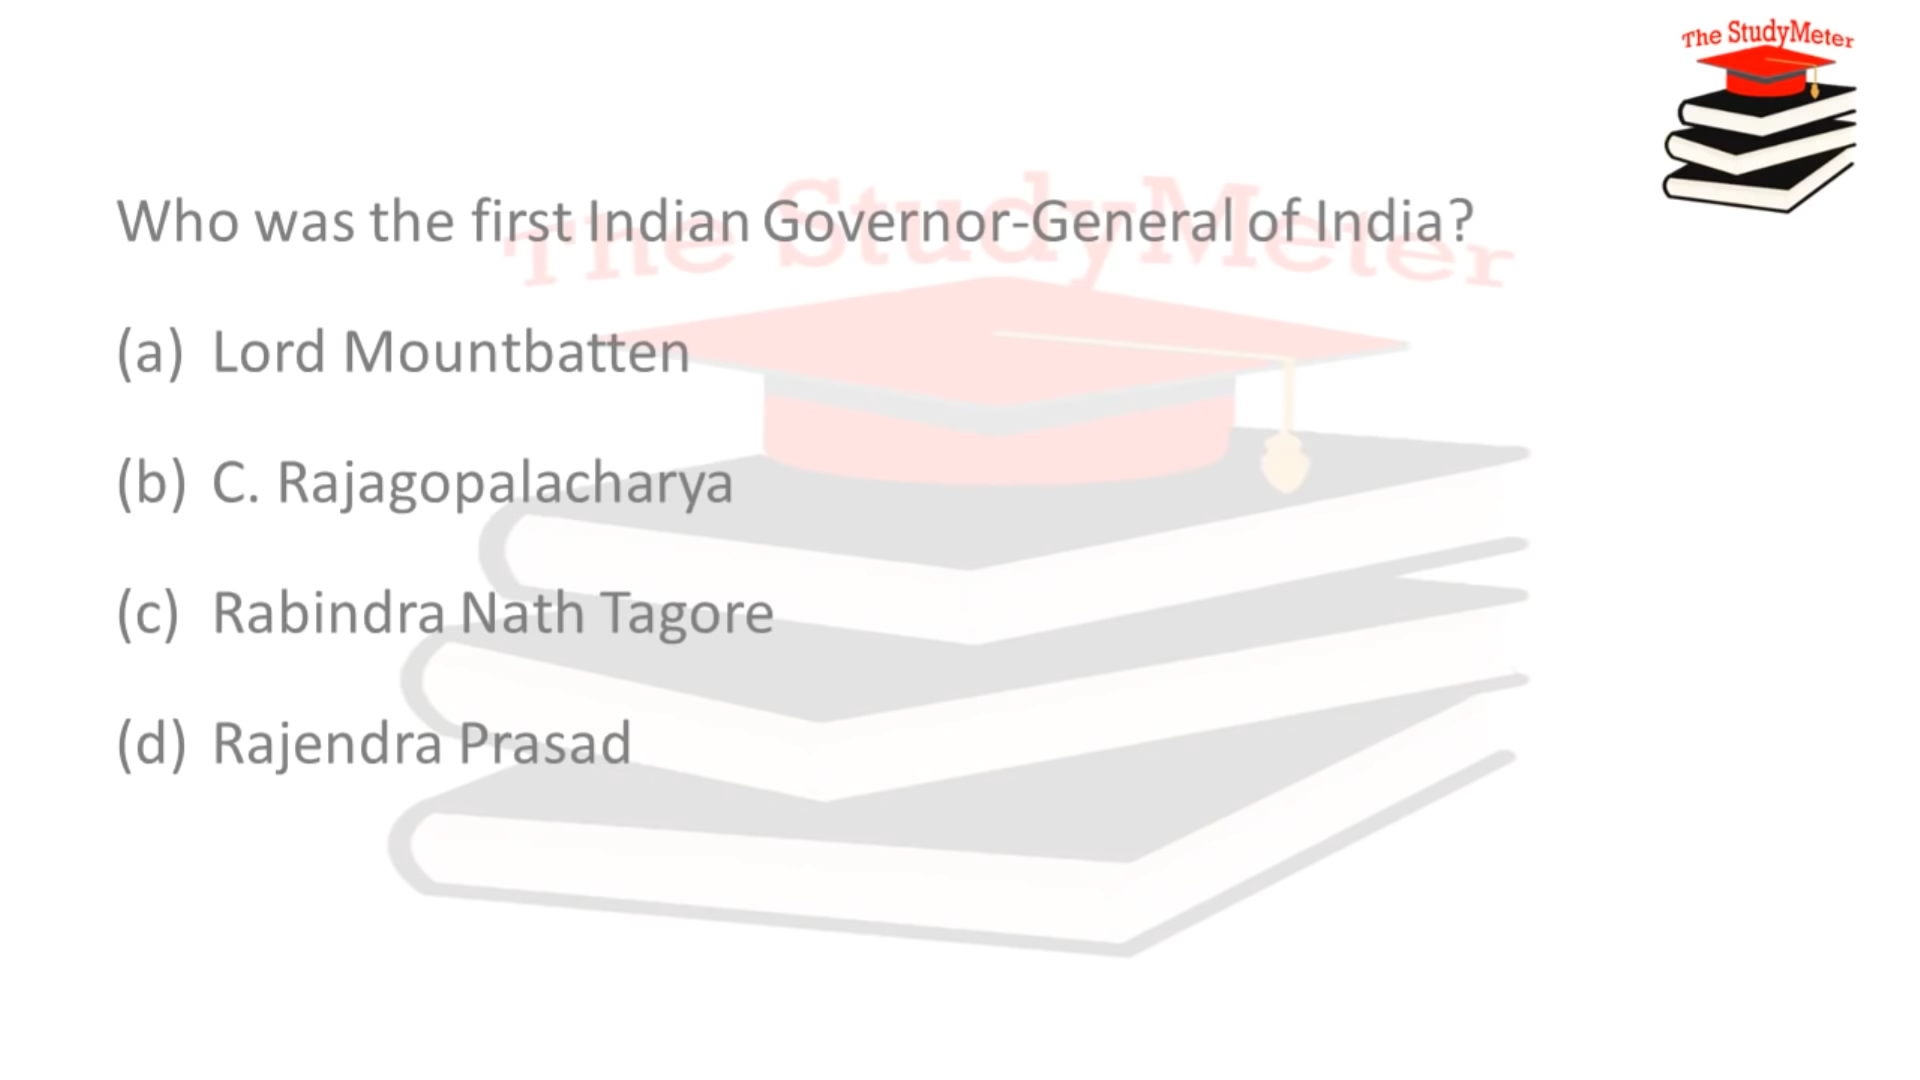 The StudyMeter
The StudyMeter
Who was the first Indian Governor-General of India?
(a) Lord Mountbatten
(b) C. Rajagopalacharya
(c) Rabindra Nath Tagore
(d) Rajendra Prasad